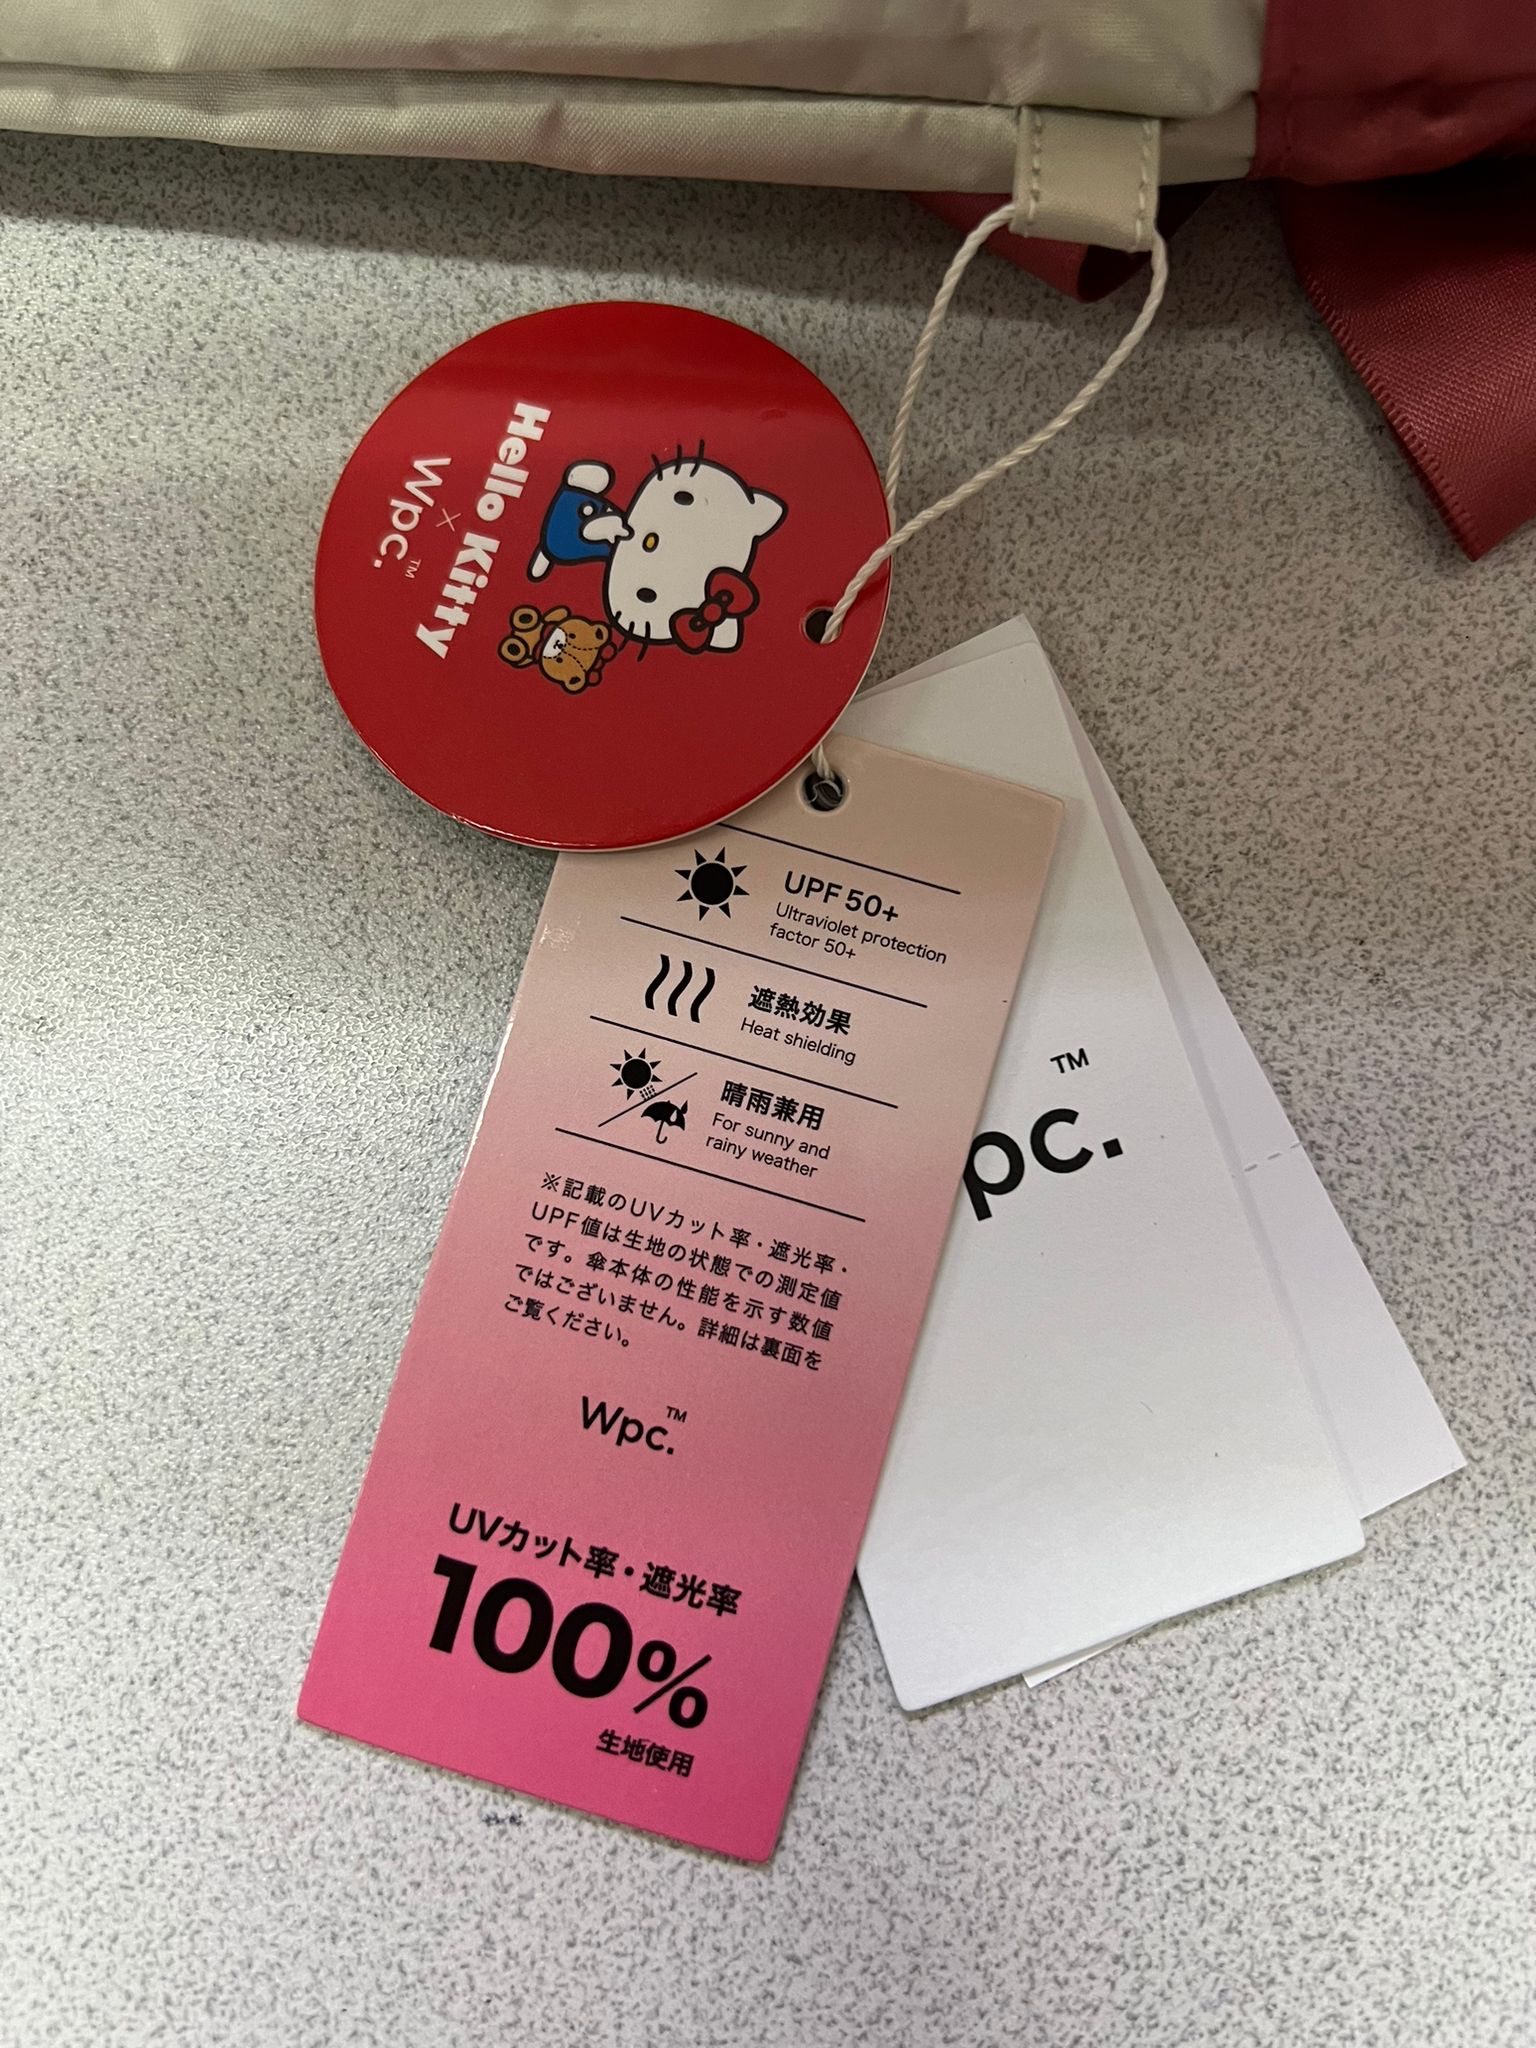 Hello Kitty
×
Wpc.™
UPF50+
Ultraviolet protection
factor 50+
遮熱効果
Heat shielding
晴雨兼用
For sunny and
rainy weather
※記載のUVカット率・遮光率・
UPF値は生地の状態での測定値
です。傘本体の性能を示す数値
ではございません。詳細は裏面を
ご覧ください。
Wpc.™
UVカット率・遮光率
100%
生地使用
pc.™